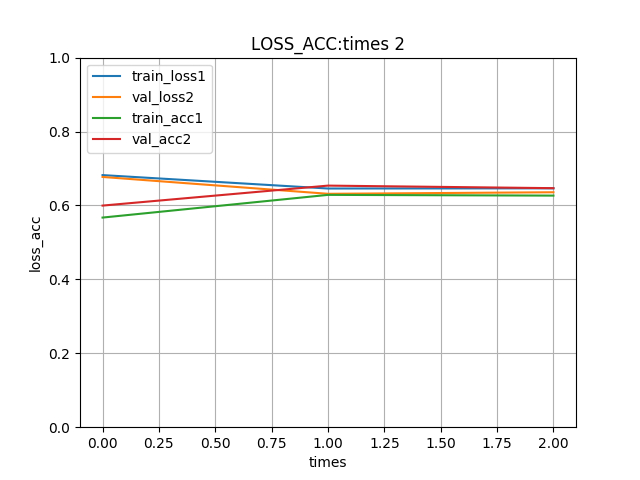 LOSS_ACC:times 2
train_loss1
val_loss2
train_acc1
val_acc2
1.0
0.8
0.6
0.4
0.2
0.0
loss_acc
0.00 0.25 0.50 0.75 1.00 1.25 1.50 1.75 2.00
times